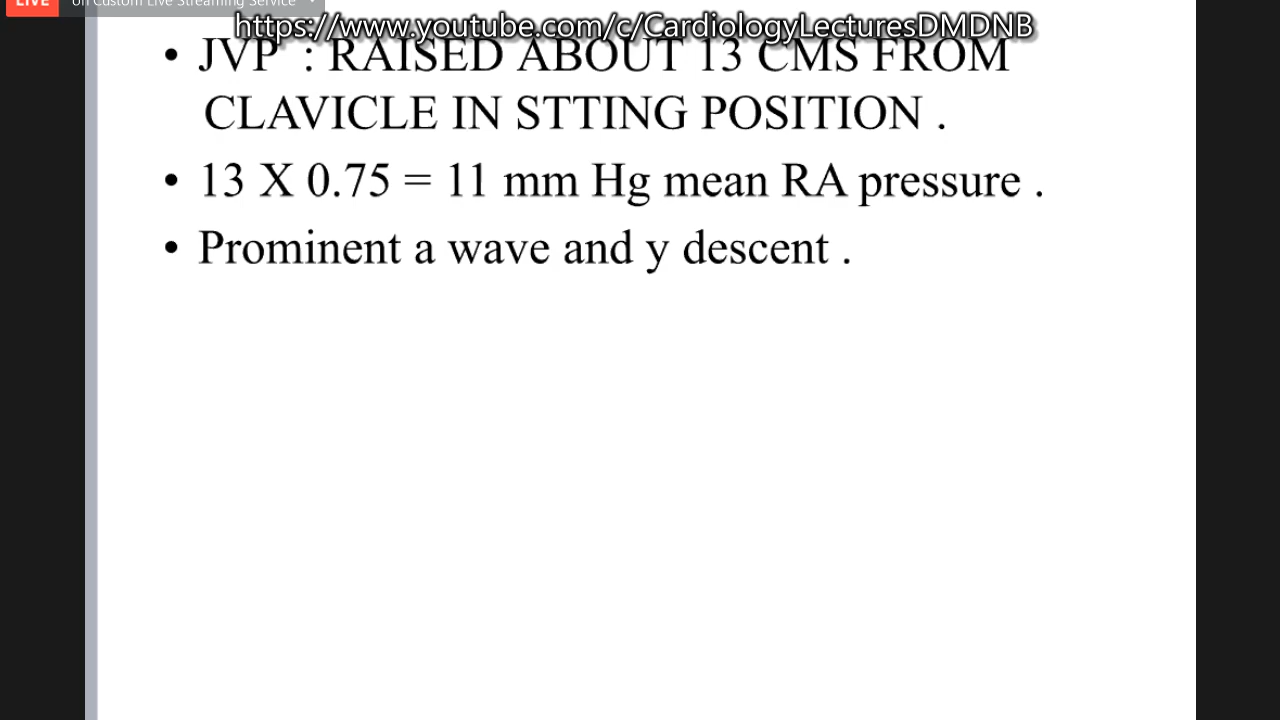 LIVE on Custom Live Streaming Service
https://www.youtube.com/c/CardiologyLecturesDMDNB
• JVP : RAISED ABOUT 13 CMS FROM
CLAVICLE IN STTING POSITION .
• 13 X 0.75 = 11 mm Hg mean RA pressure .
• Prominent a wave and y descent .